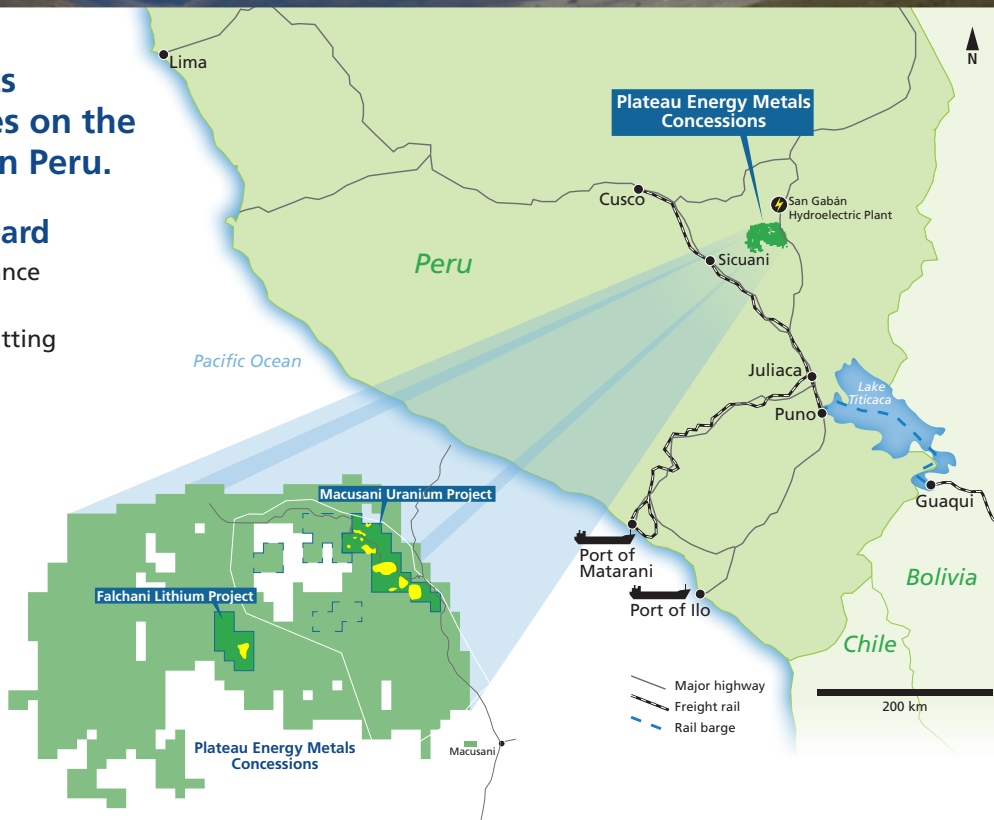 s
es on the
n Peru.
ard
ance
tting
Lima
N
Plateau Energy Metals
Concessions
Cusco
San Gabán
Hydroelectric Plant
Sicuani
Peru
Pacific Ocean
Juliaca
Lake
Titicaca
Puno
Guaqui
Macusani Uranium Project
Port of
Matarani
Bolivia
Falchani Lithium Project
Port of Ilo
Chile
Major highway
Freight rail
Rail barge
200 km
Plateau Energy Metals
Concessions
Macusani